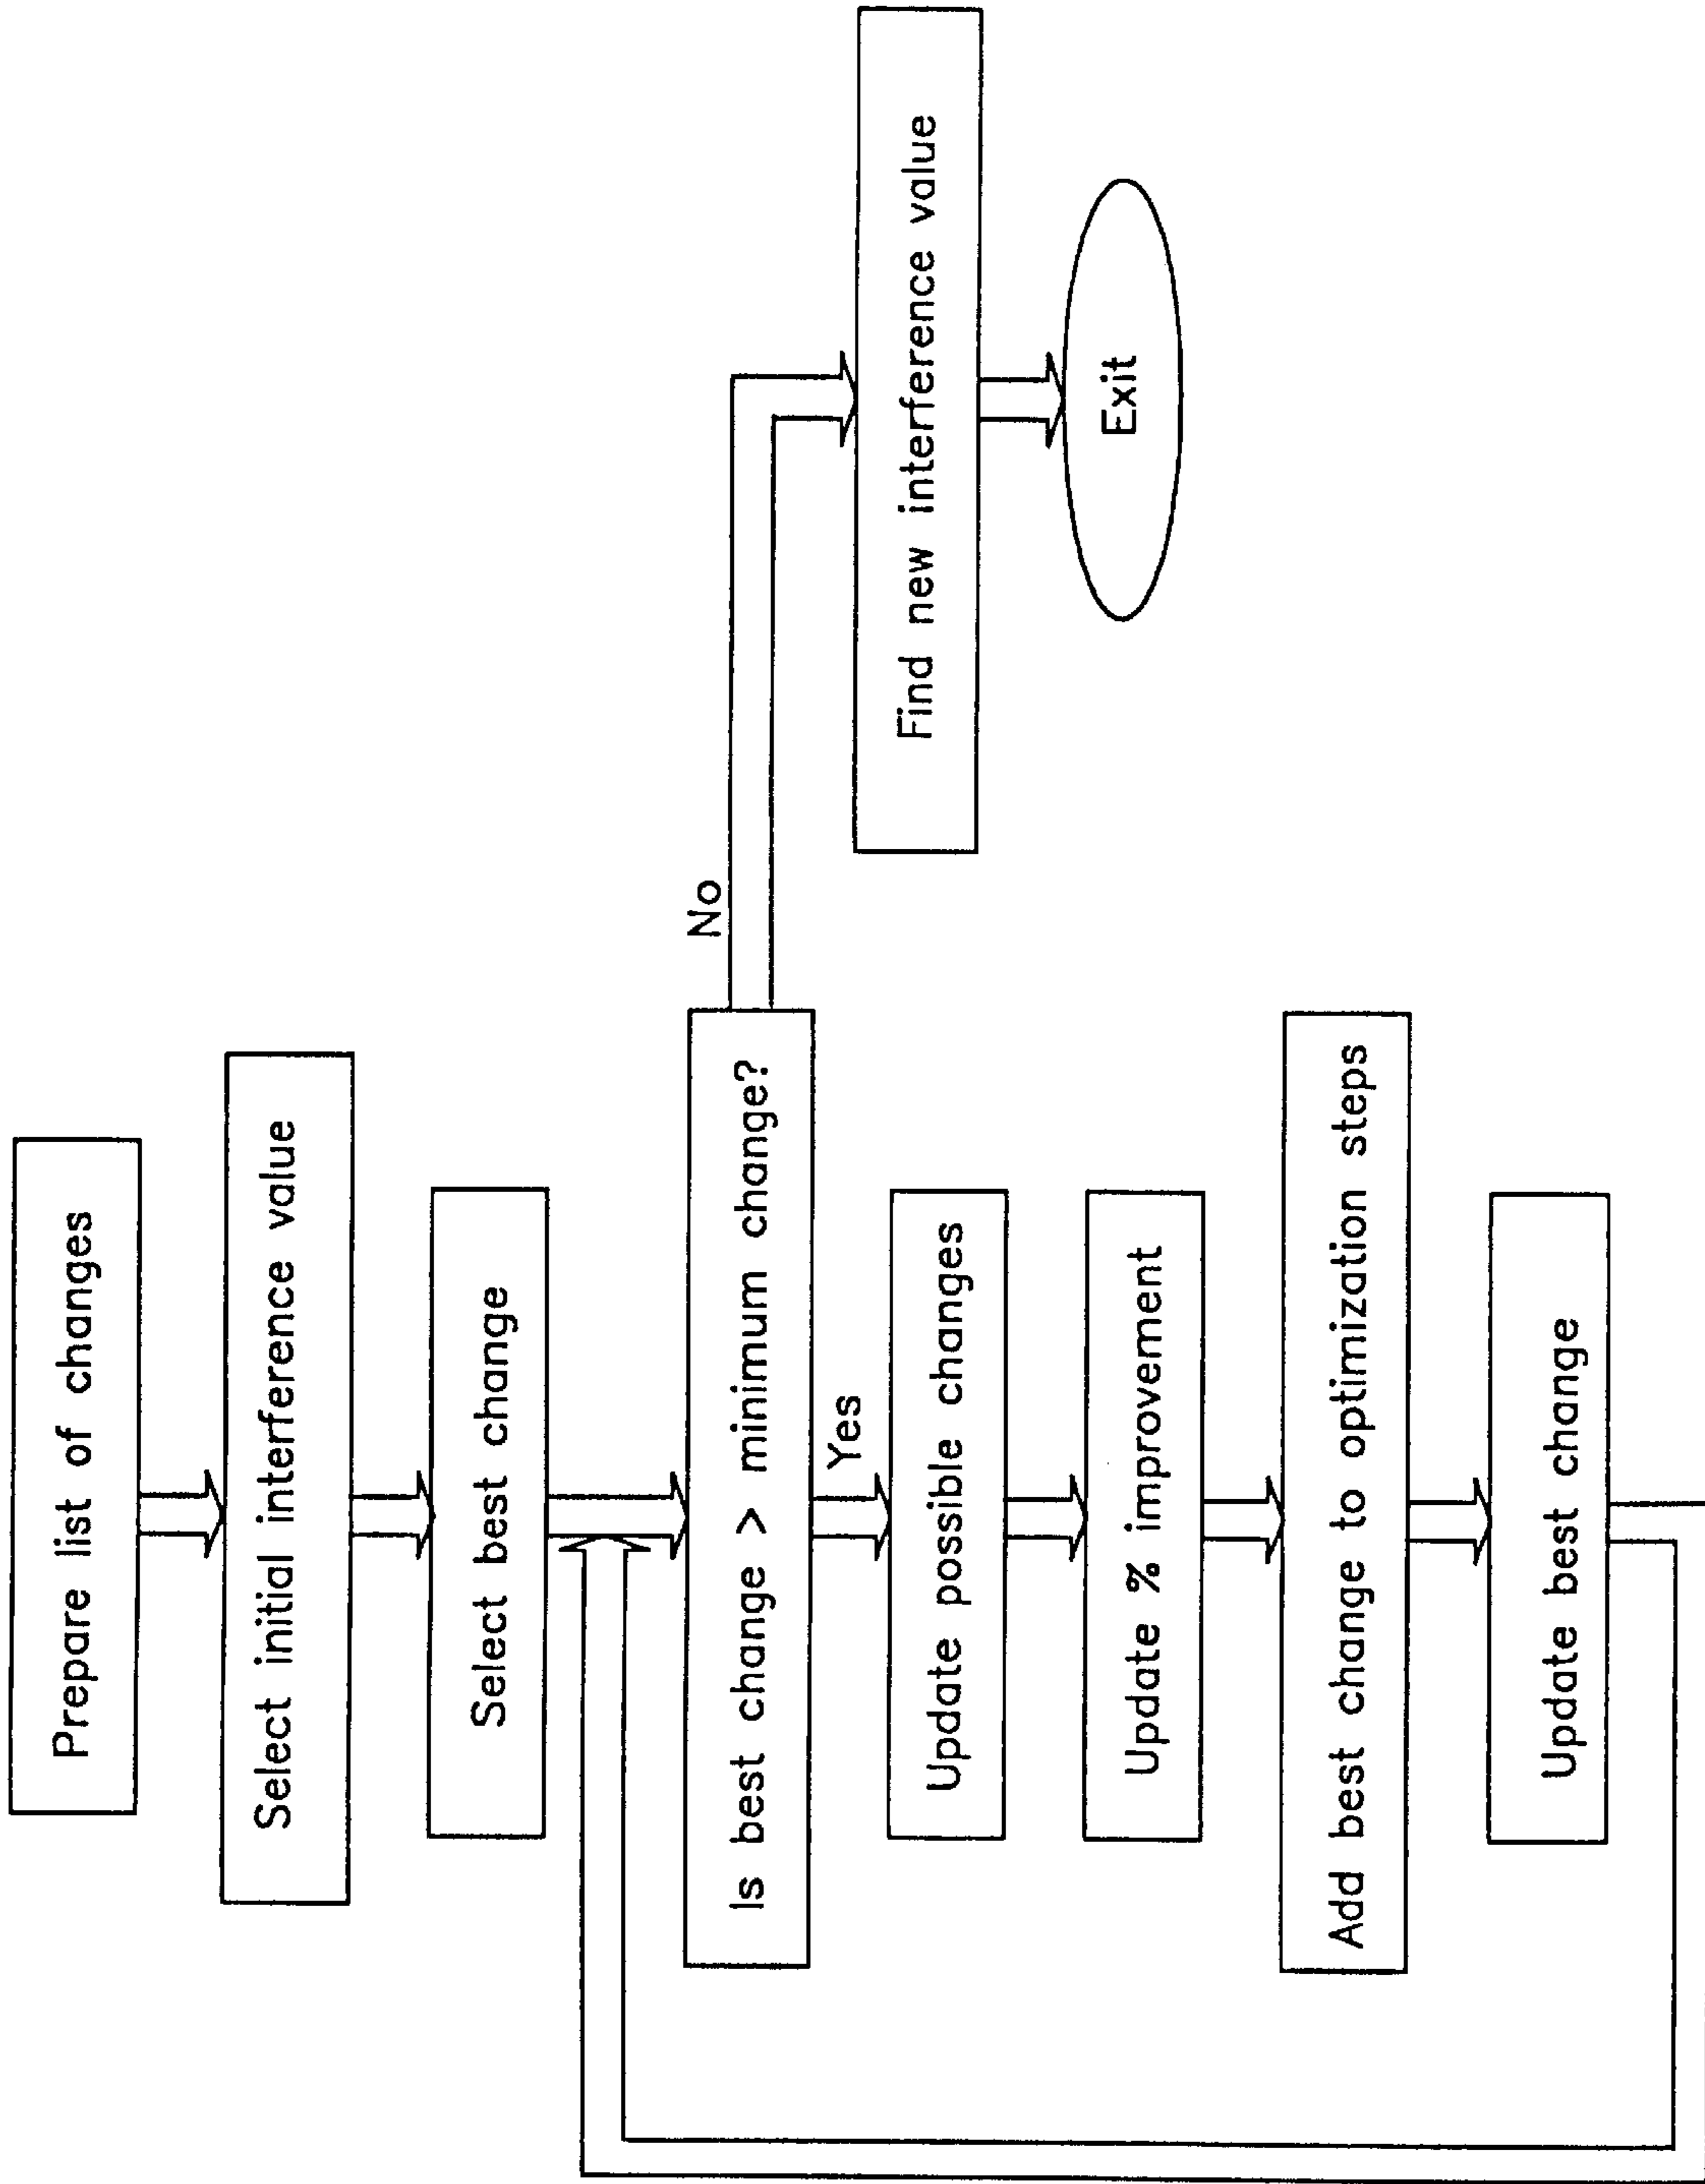 Prepare list of changes
Select initial interference value
Select best change
Is best change > minimum change?
No
Yes
Update possible changes
Update % improvement
Add best change to optimization steps
Update best change
Find new interference value
Exit